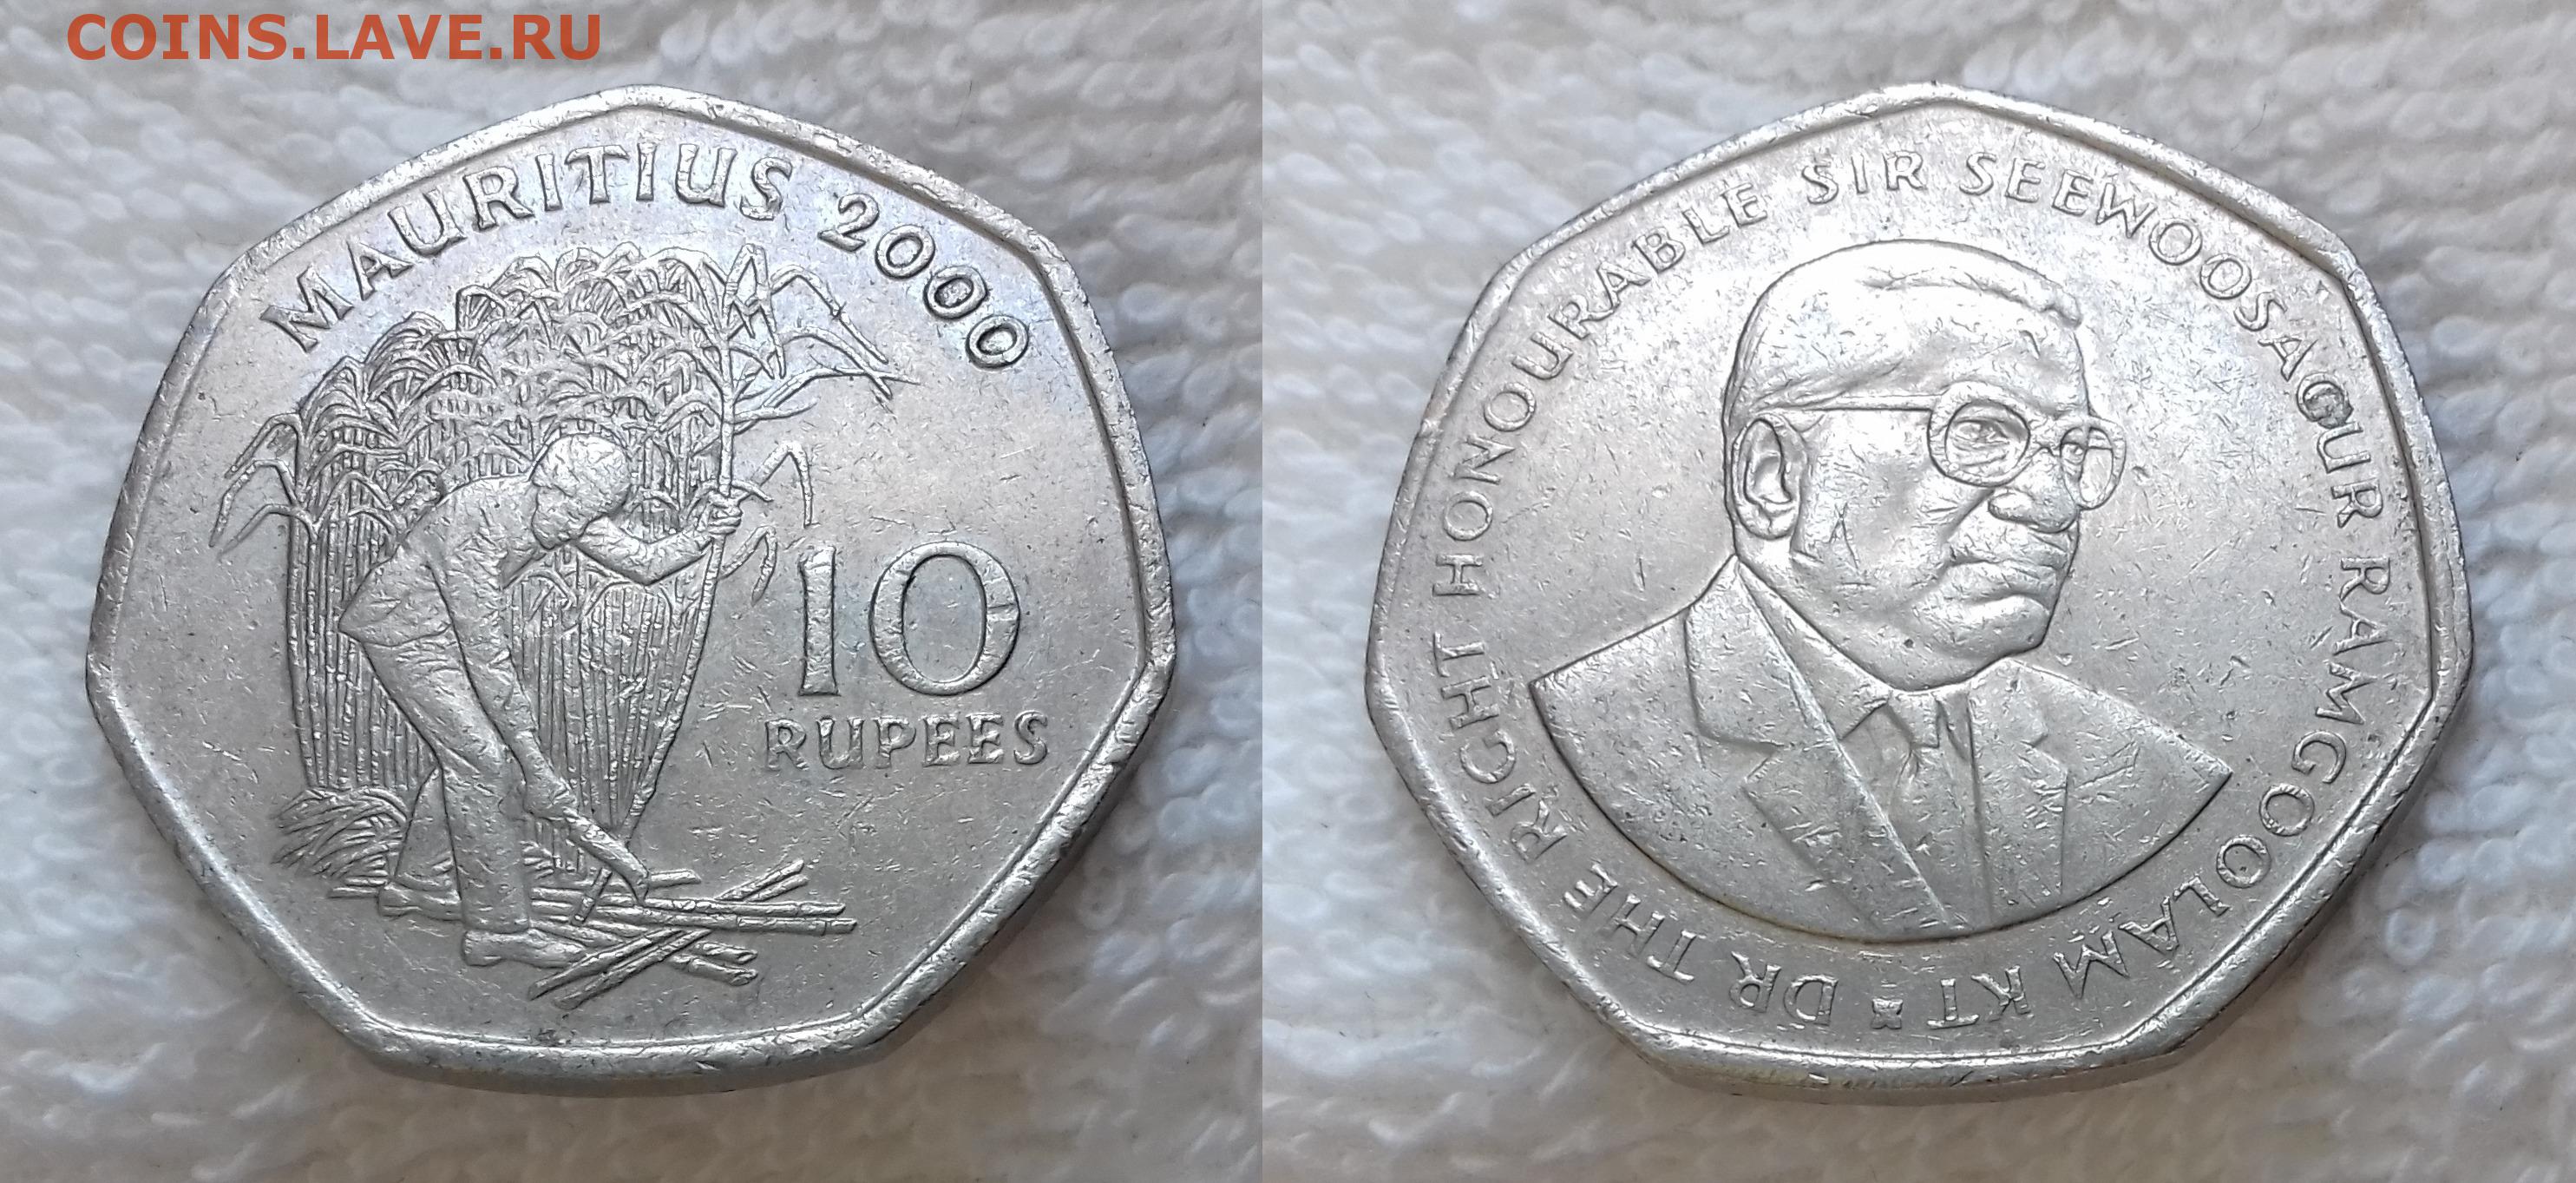 COINS.LAVE.RU
MAURITIUS 2000
10
RUPEES
DR THE RIGHT HONOURABLE SIR SEEWOOSAGUR RAMGOOLAM KT